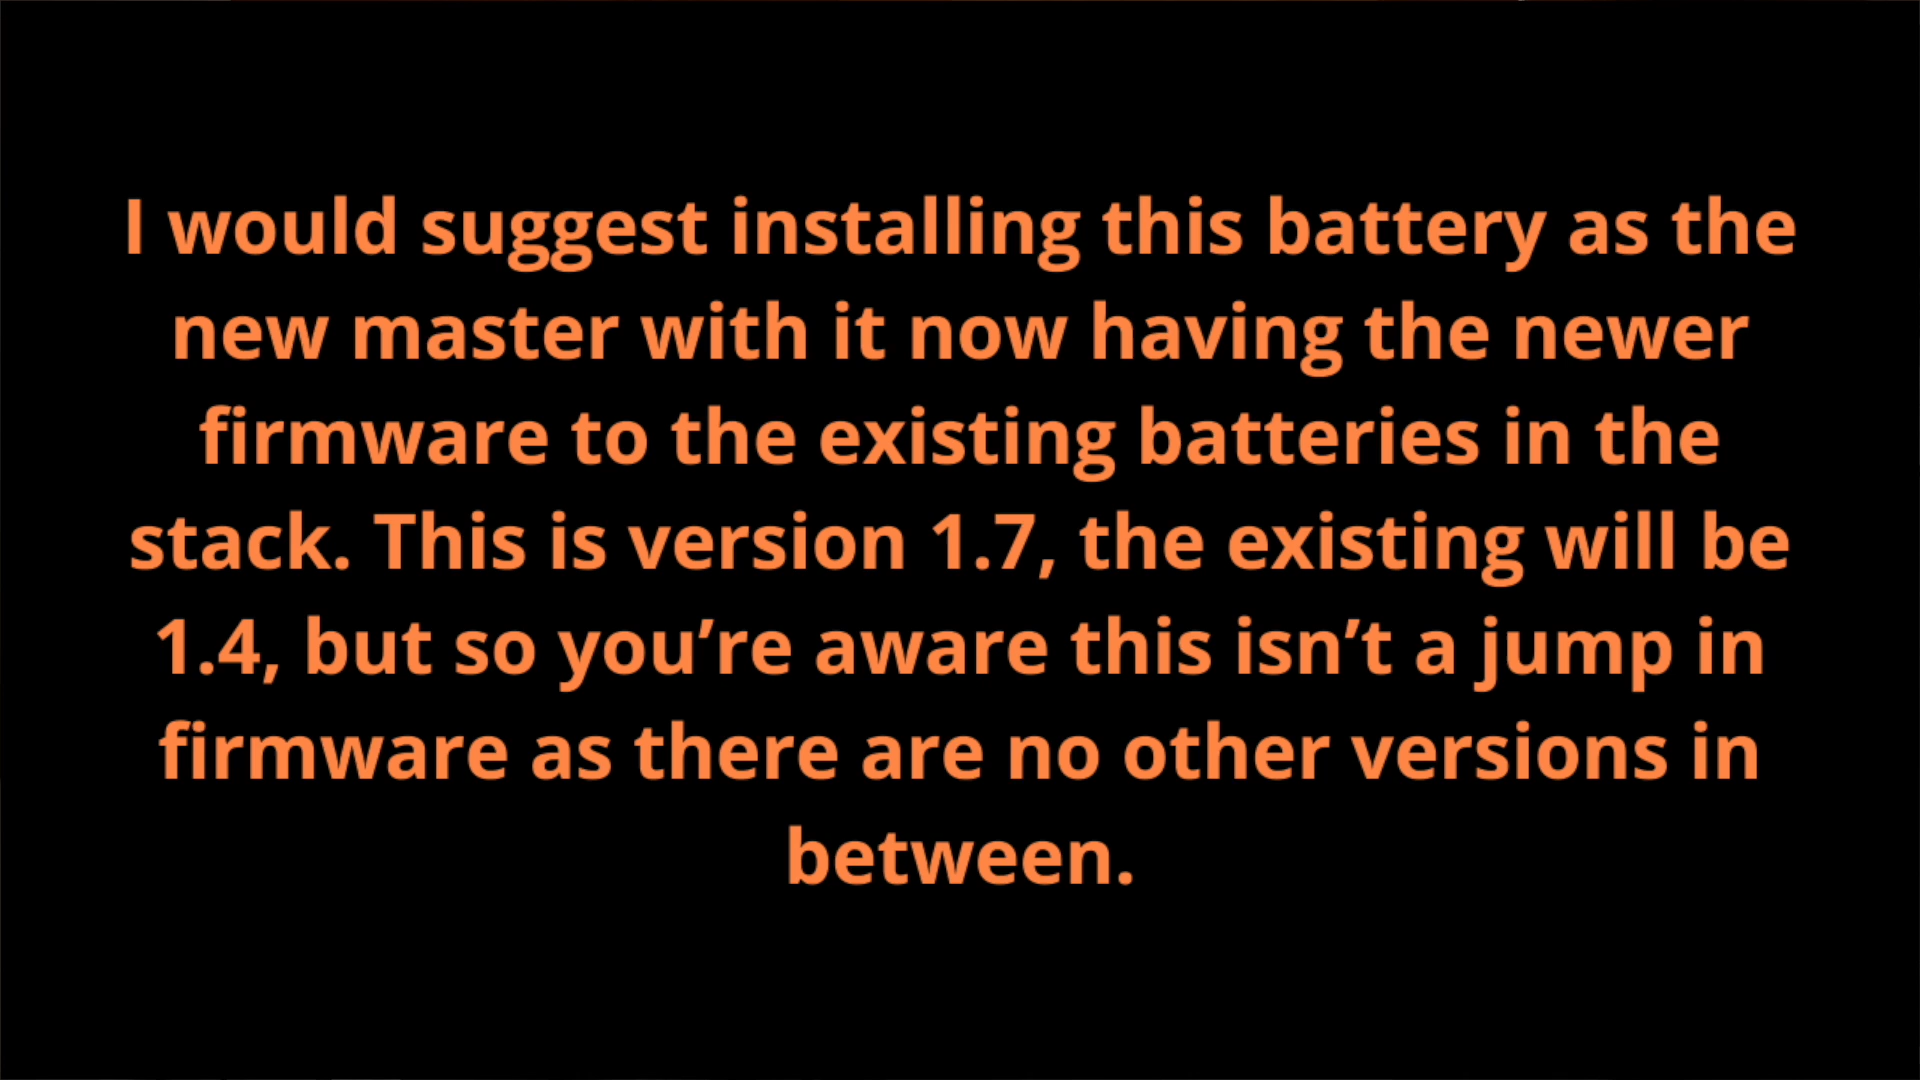 I would suggest installing this battery as the
new master with it now having the newer
firmware to the existing batteries in the
stack. This is version 1.7, the existing will be
1.4, but so you’re aware this isn’t a jump in
firmware as there are no other versions in
between.